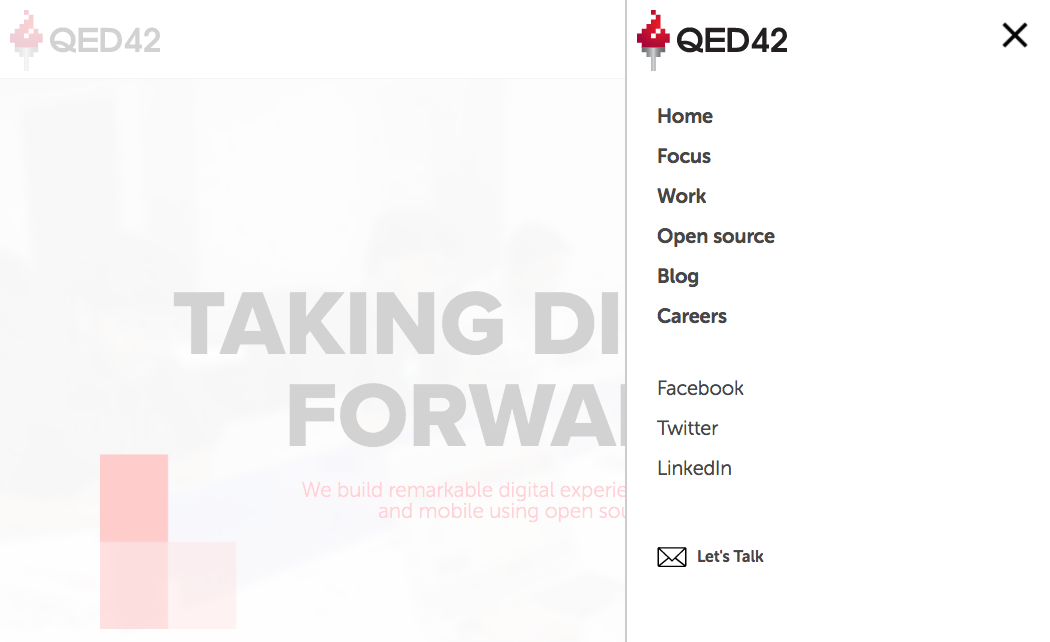 QED42
TAKING DI
FORWA
We build remarkable digital experie
and mobile using open sou
QED42
Home
Focus
Work
Open source
Blog
Careers
Facebook
Twitter
LinkedIn
Let's Talk